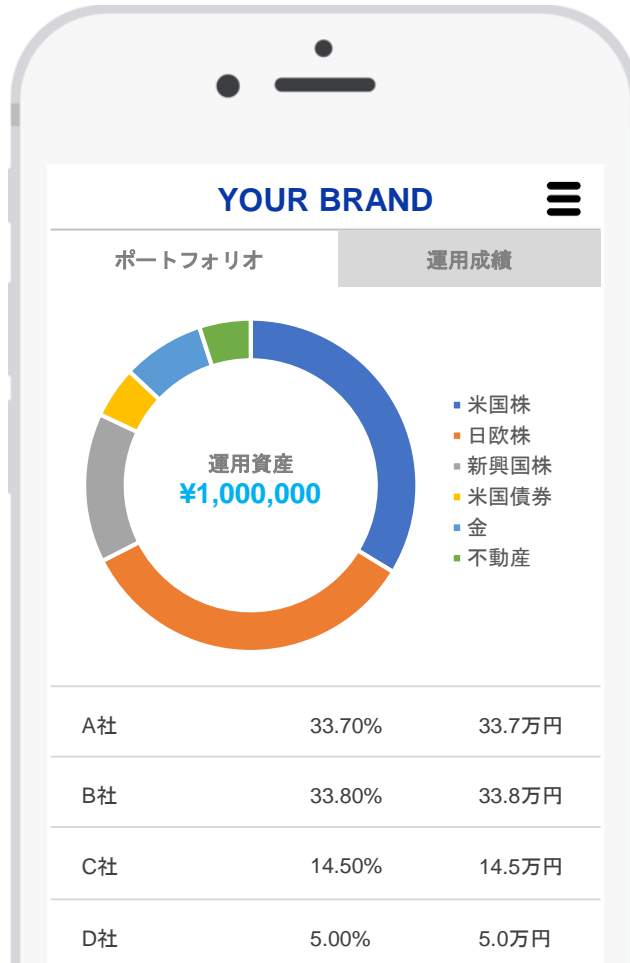 YOUR BRAND
ポートフォリオ 運用成績
運用資産
¥1,000,000
米国株
日欧株
新興国株
米国債券
金
不動産
A社 33.70% 33.7万円
B社 33.80% 33.8万円
C社 14.50% 14.5万円
D社 5.00% 5.0万円